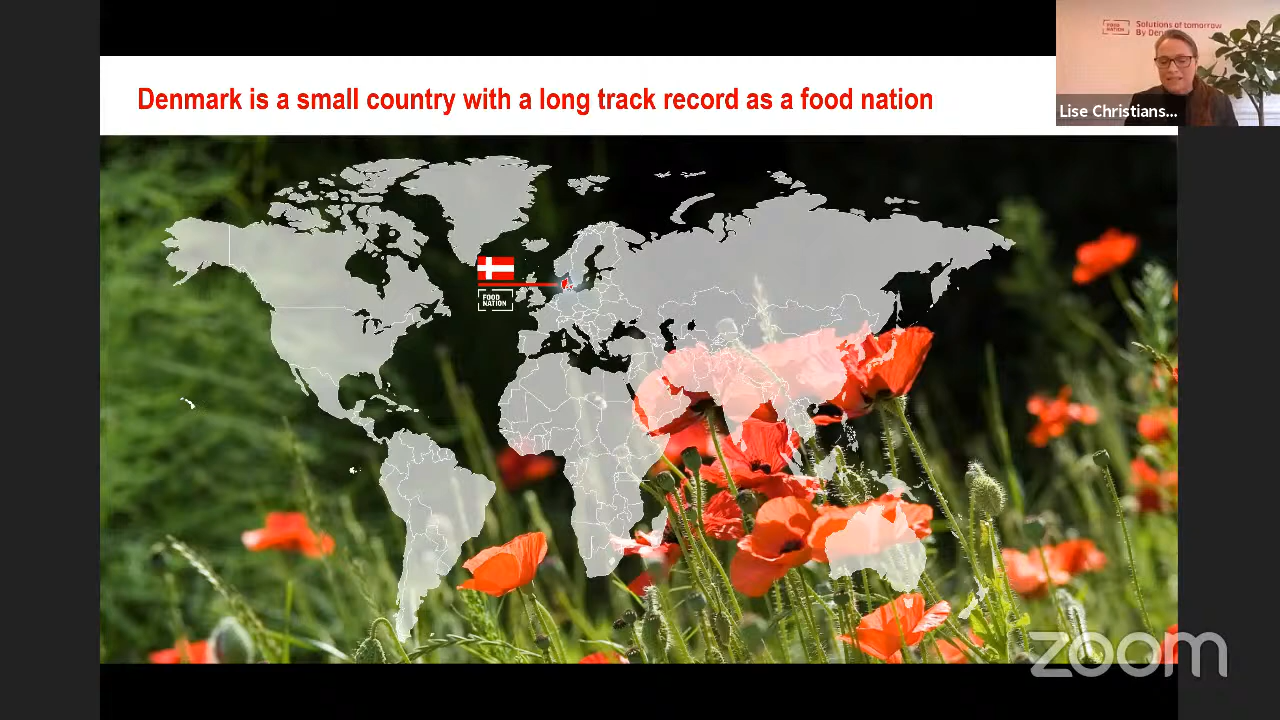 Denmark is a small country with a long track record as a food nation
FOOD
NATION
Solutions of tomorrow
By Den
Lise Christians...
FOOD
NATION
zoom